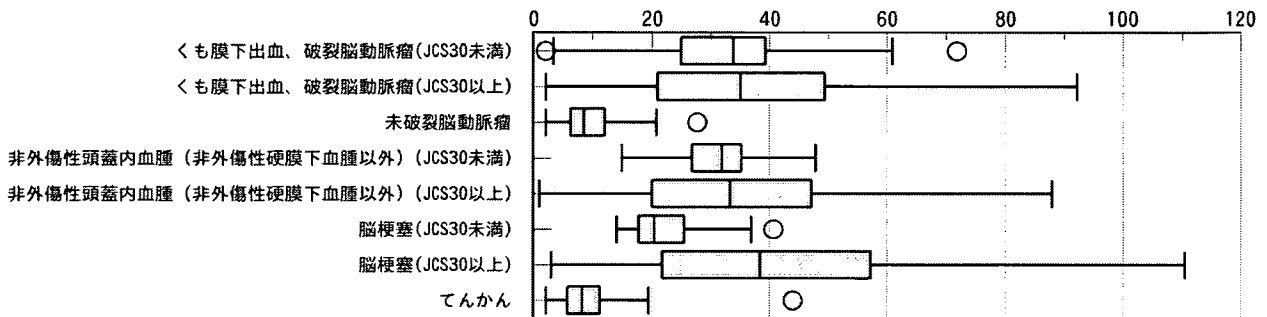 0 20 40 60 80 100 120
くも膜下出血、破裂脳動脈瘤(JCS30未満)
くも膜下出血、破裂脳動脈瘤(JCS30以上)
未破裂脳動脈瘤
非外傷性頭蓋内血腫（非外傷性硬膜下血腫以外）(JCS30未満)
非外傷性頭蓋内血腫（非外傷性硬膜下血腫以外）(JCS30以上)
脳梗塞(JCS30未満)
脳梗塞(JCS30以上)
てんかん